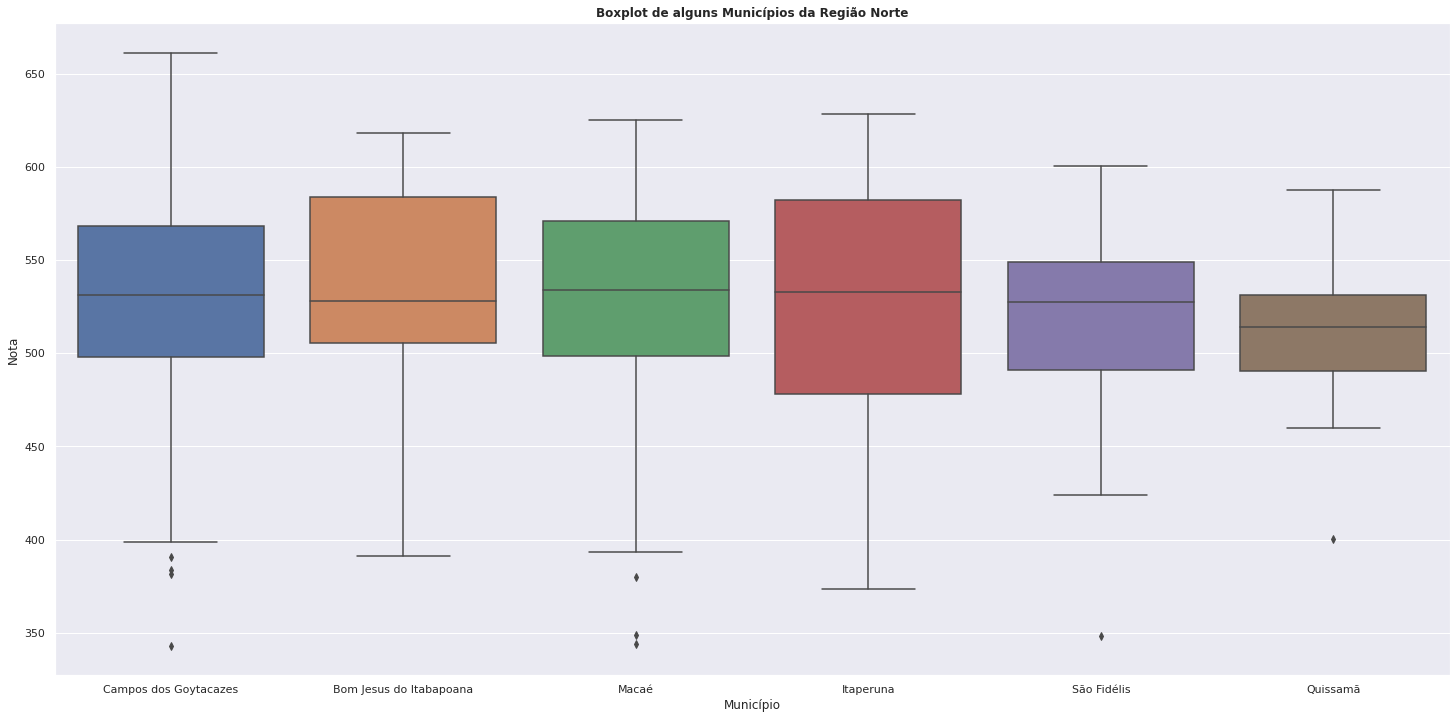 Boxplot de alguns Municípios da Região Norte
Nota
650
600
550
500
450
400
350
Campos dos Goytacazes
Bom Jesus do Itabapoana
Macaé
Itaperuna
São Fidélis
Quissamã
Município